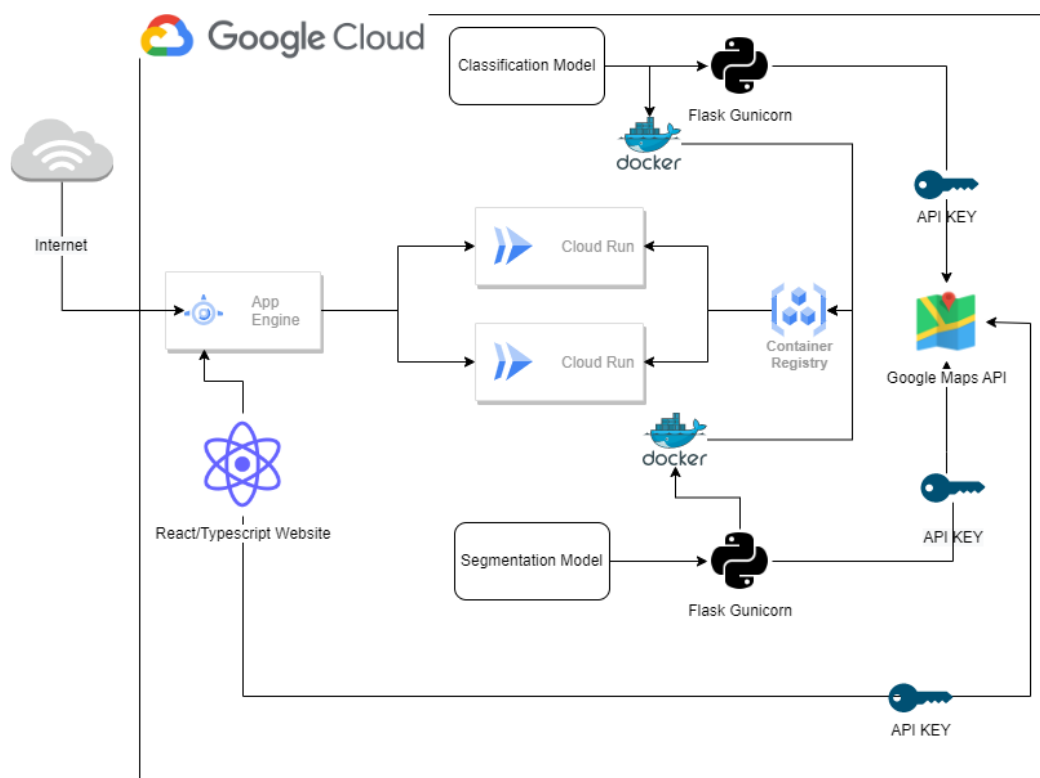 Google Cloud
Classification Model
Flask Gunicorn
docker
API KEY
Internet
Cloud Run
App
Engine
Cloud Run
Container
Registry
Google Maps API
docker
React/Typescript Website
API KEY
Segmentation Model
Flask Gunicorn
API KEY